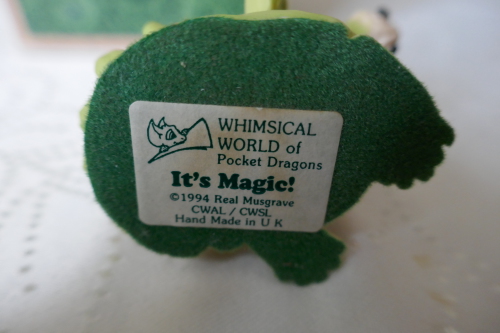 WHIMSICAL
WORLD of
Pocket Dragons
It's Magic!
©1994 Real Musgrave
CWAL / CWSL
Hand Made in U K